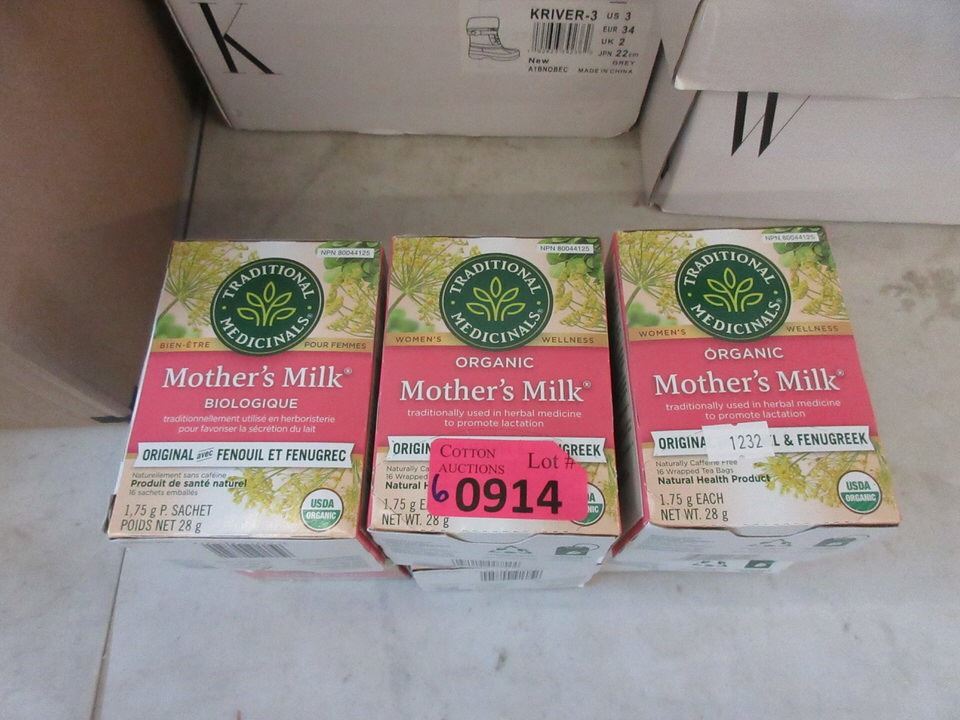 K
KRIVER-3 US 3
EUR 34
UK 2
JPN 22cm
New GREY
A1BNOBEC MADE IN CHINA
W
NPN 80044125
TRADITIONAL MEDICINALS®
BIEN-ÊTRE POUR FEMMES
Mother's Milk®
BIOLOGIQUE
traditionnellement utilisé en herboristerie
pour favoriser la sécrétion du lait
ORIGINAL avec FENOUIL ET FENUGREC
Naturellement sans caféine
Produit de santé naturel
16 sachets emballés
1,75 g P. SACHET
POIDS NET 28 g
USDA
ORGANIC
NPN 80044125
TRADITIONAL MEDICINALS®
WOMEN'S WELLNESS
ORGANIC
Mother's Milk®
traditionally used in herbal medicine
to promote lactation
ORIGIN GREEK
Naturally Ca
16 Wrapped
Natural H
1.75 g E
NET WT. 28 g
COTTON
AUCTIONS
Lot #
6 0914
NPN 80044125
TRADITIONAL MEDICINALS®
WOMEN'S WELLNESS
ORGANIC
Mother's Milk®
traditionally used in herbal medicine
to promote lactation
ORIGINA 1232 L & FENUGREEK
Naturally Caffeine Free
16 Wrapped Tea Bags
Natural Health Product
1.75 g EACH
NET WT. 28 g
USDA
ORGANIC